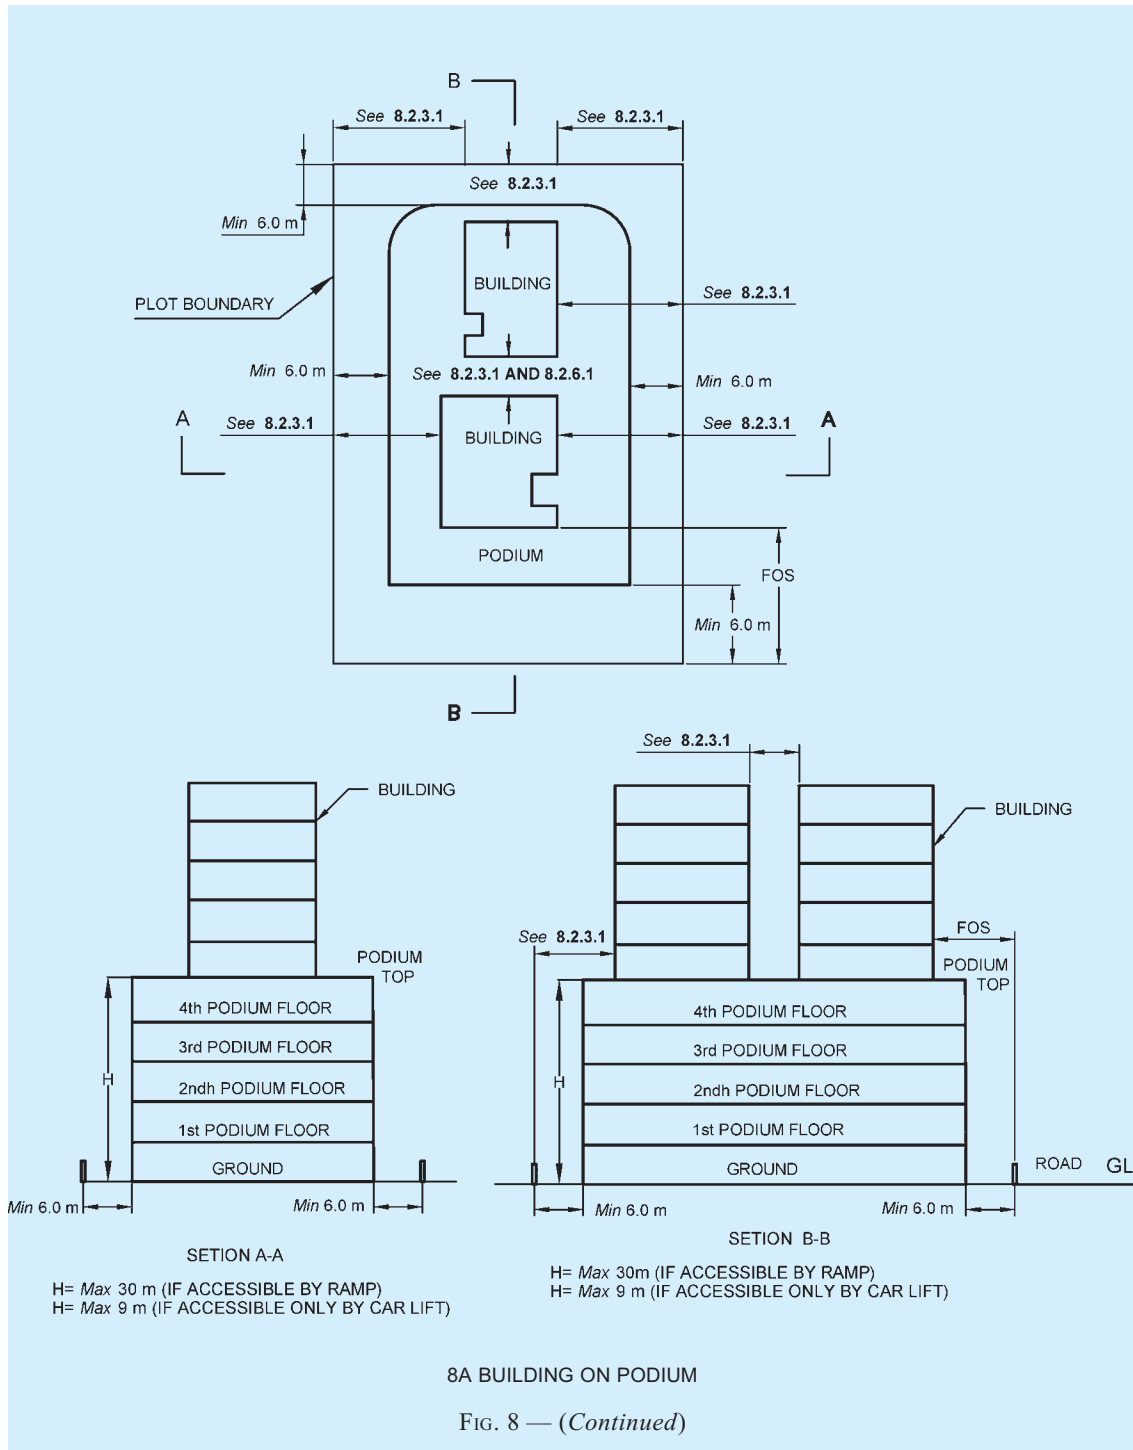 B
See 8.2.3.1
See 8.2.3.1
See 8.2.3.1
Min 6.0 m
BUILDING
See 8.2.3.1
PLOT BOUNDARY
Min 6.0 m
See 8.2.3.1 AND 8.2.6.1
Min 6.0 m
A
See 8.2.3.1
See 8.2.3.1
A
BUILDING
PODIUM
FOS
Min 6.0 m
B
See 8.2.3.1
BUILDING
BUILDING
See 8.2.3.1
FOS
PODIUM
TOP
PODIUM
TOP
4th PODIUM FLOOR
3rd PODIUM FLOOR
H
2ndh PODIUM FLOOR
1st PODIUM FLOOR
GROUND
Min 6.0 m
Min 6.0 m
4th PODIUM FLOOR
3rd PODIUM FLOOR
H
2ndh PODIUM FLOOR
1st PODIUM FLOOR
GROUND
ROAD
GL
Min 6.0 m
Min 6.0 m
SETION A-A
H= Max 30 m (IF ACCESSIBLE BY RAMP)
H= Max 9 m (IF ACCESSIBLE ONLY BY CAR LIFT)
SETION B-B
H= Max 30m (IF ACCESSIBLE BY RAMP)
H= Max 9 m (IF ACCESSIBLE ONLY BY CAR LIFT)
8A BUILDING ON PODIUM
FIG. 8 — (Continued)